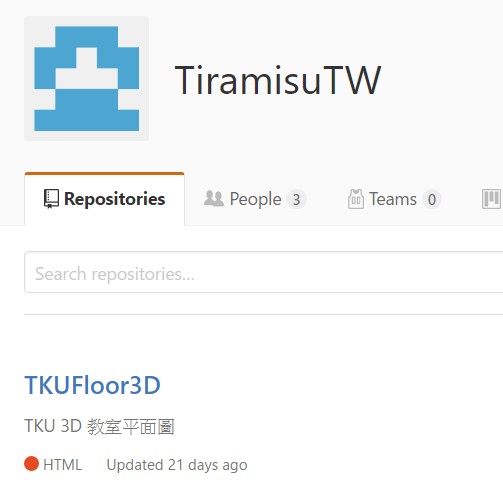 TiramisuTW
Repositories People 3 Teams 0
Search repositories...
TKUFloor3D
TKU 3D 教室平面圖
HTML Updated 21 days ago